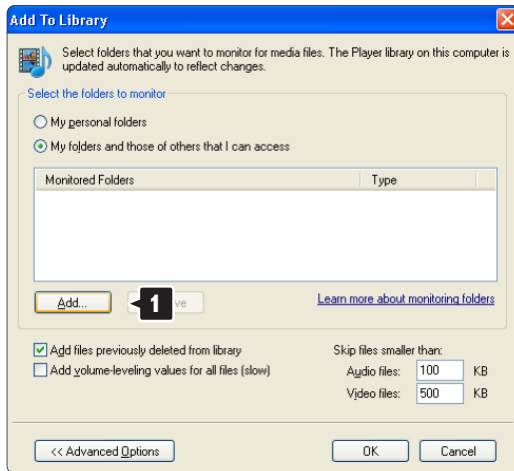 Add To Library
Select folders that you want to monitor for media files. The Player library on this computer is
updated automatically to reflect changes.
Select the folders to monitor
My personal folders
My folders and those of others that I can access
Monitored Folders Type
Add... 1 ve Learn more about monitoring folders
Add files previously deleted from library Skip files smaller than:
Add volume-leveling values for all files (slow) Audio files: 100 KB
Video files: 500 KB
<< Advanced Options OK Cancel